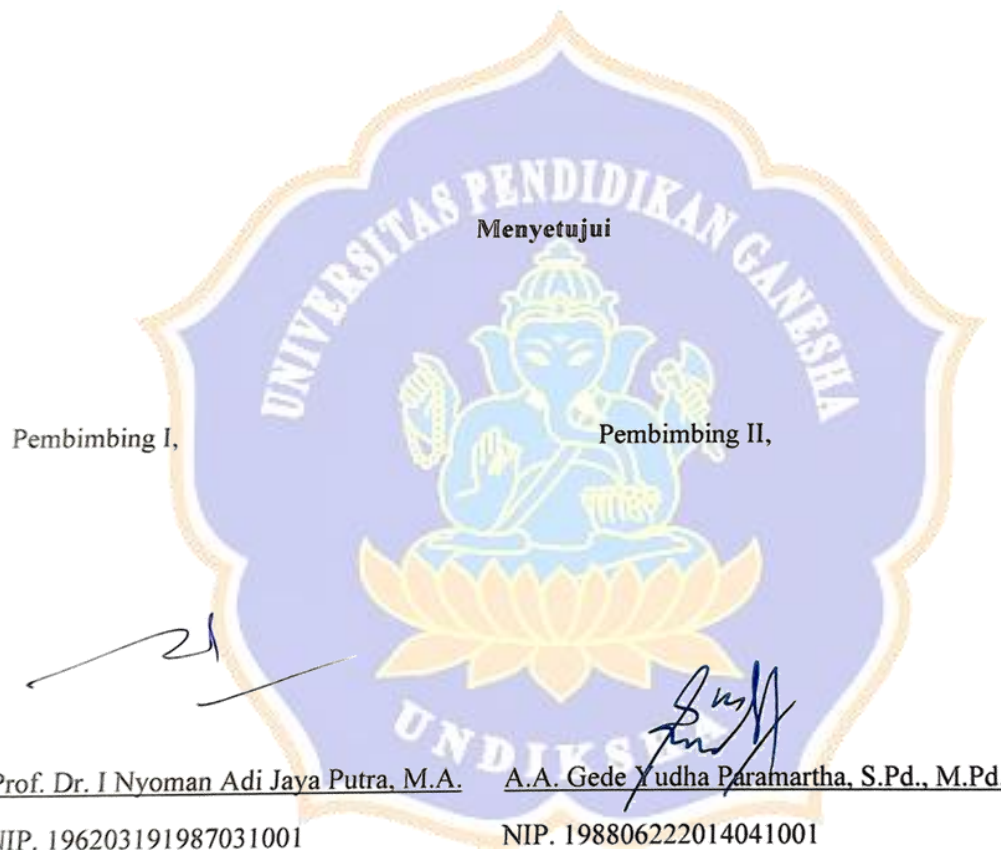 UNIVERSITAS PENDIDIKAN GANESHA
Menyetujui
Pembimbing I,
Pembimbing II,
UNDIKSHA
Prof. Dr. I Nyoman Adi Jaya Putra, M.A.
A.A. Gede Yudha Paramartha, S.Pd., M.Pd
NIP. 196203191987031001
NIP. 198806222014041001